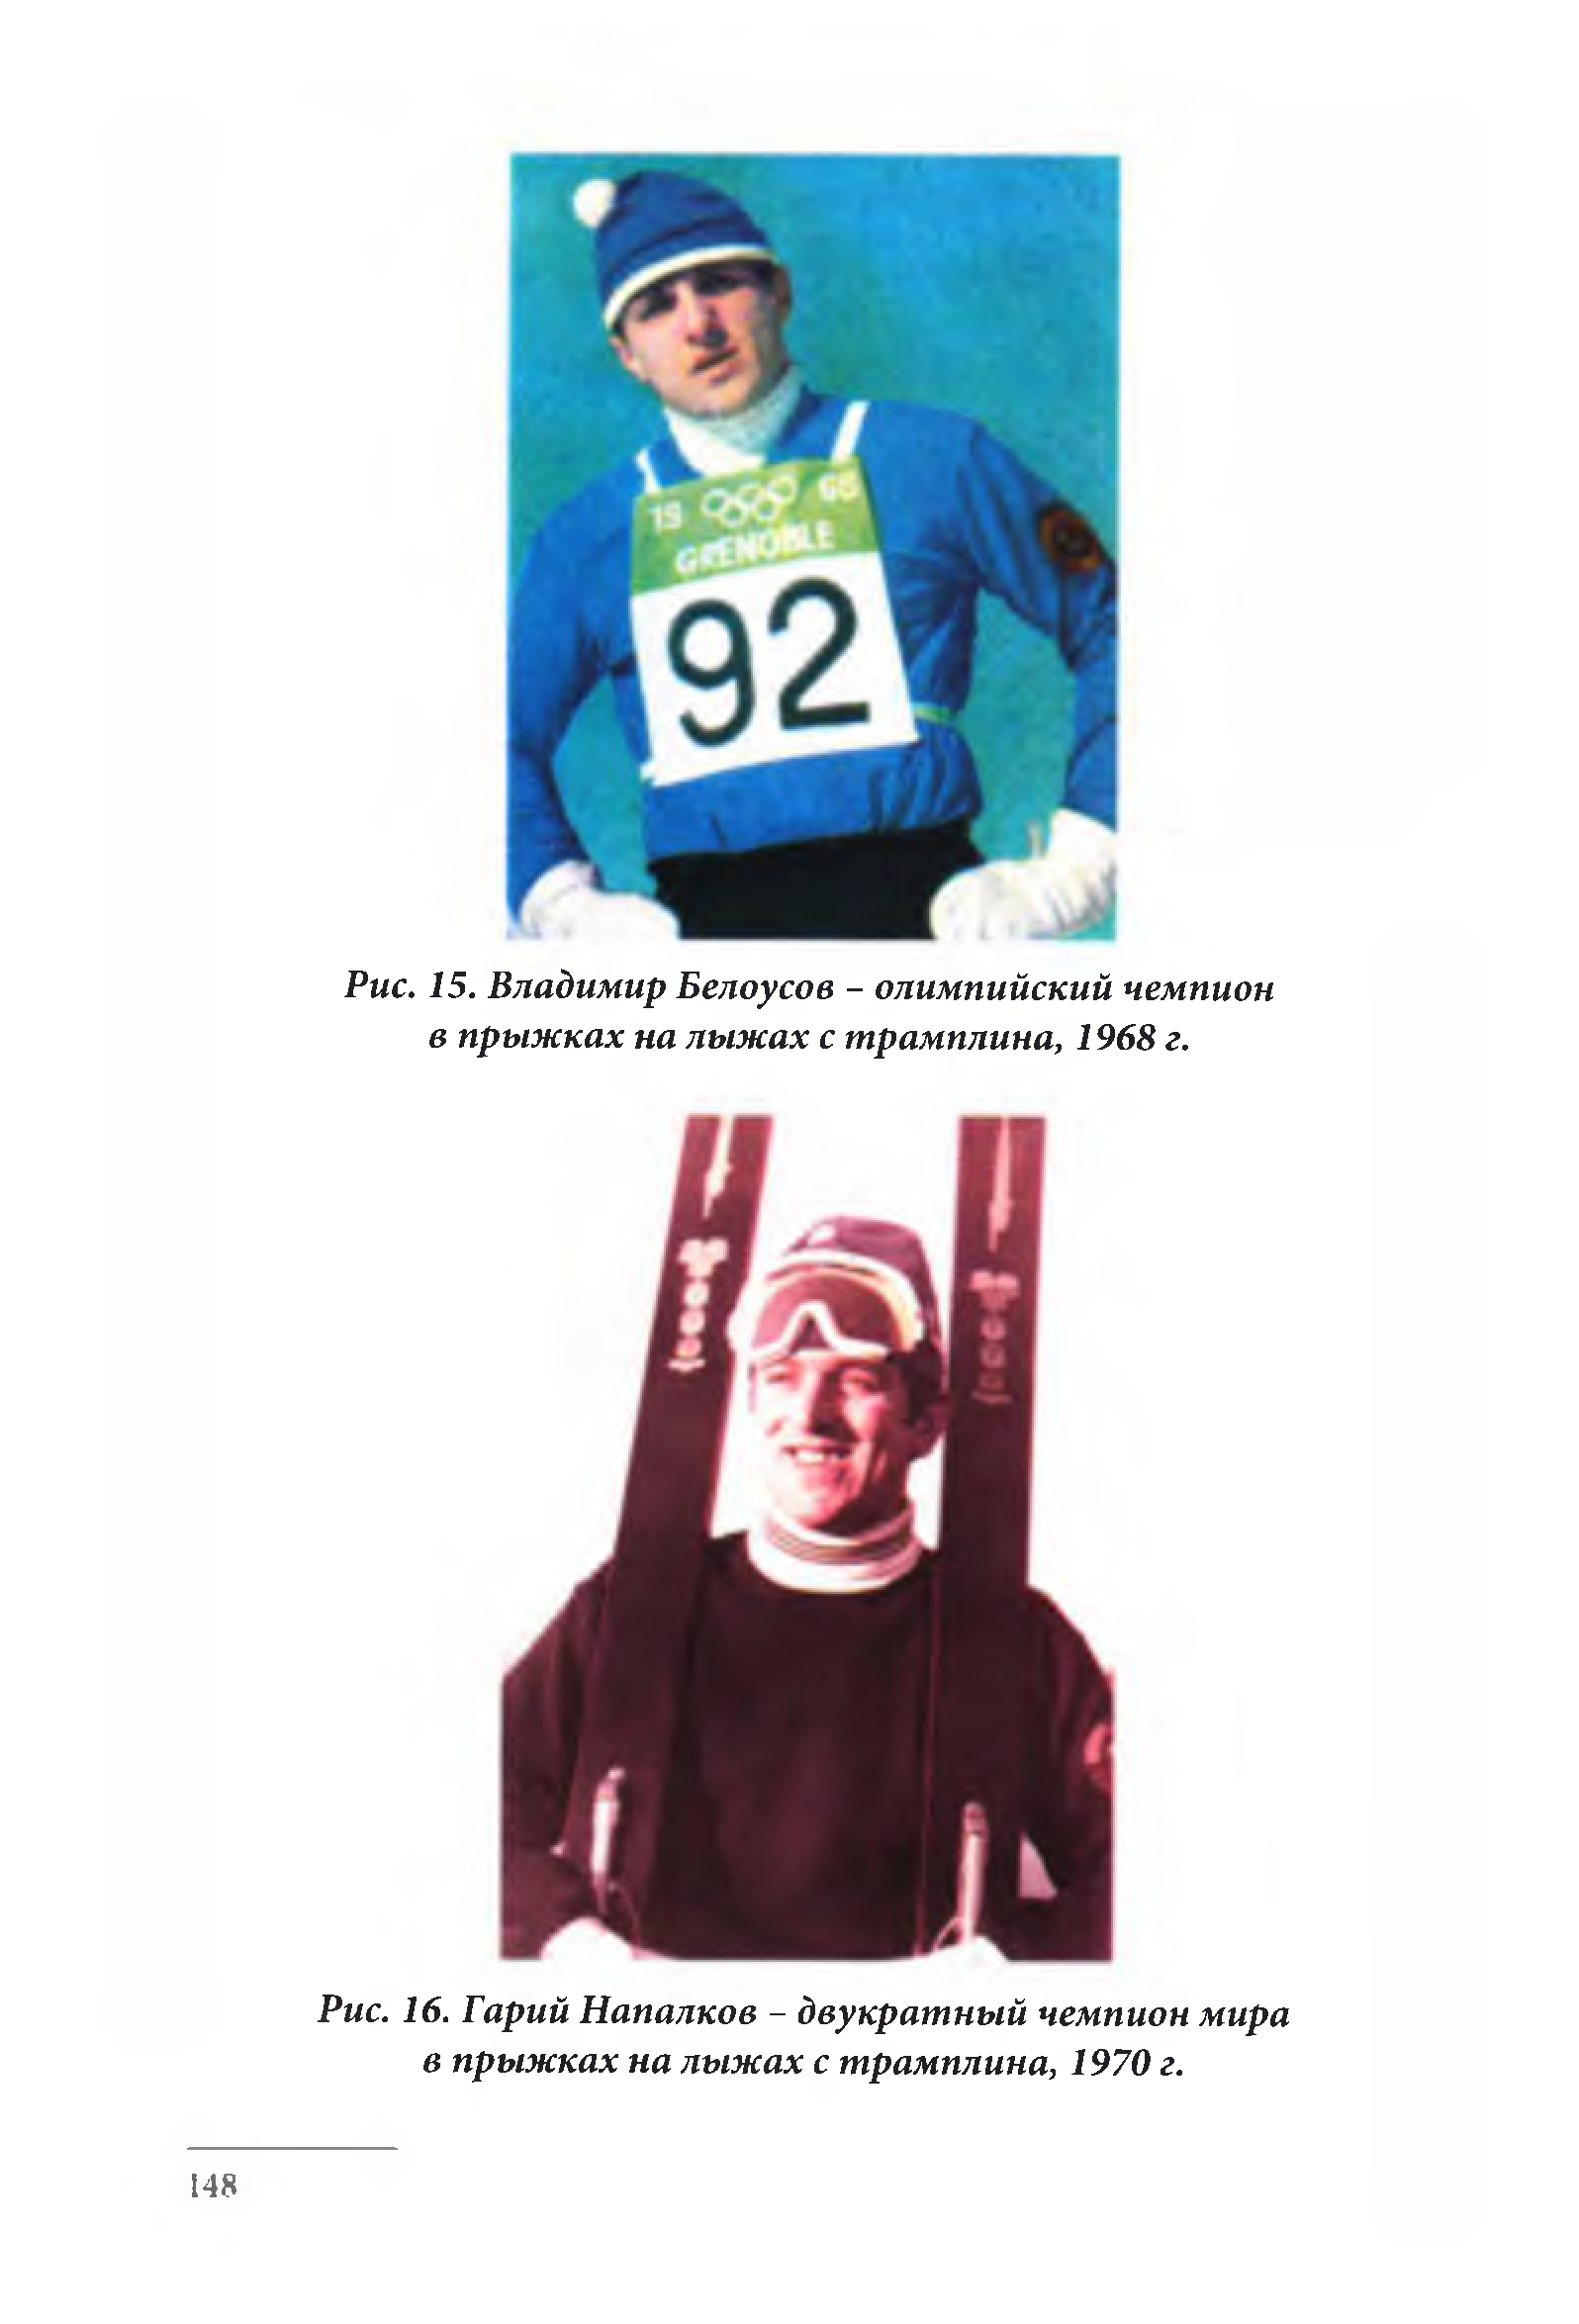 19 68
GRENOBLE
92
Рис. 15. Владимир Белоусов – олимпийский чемпион
в прыжках на лыжах с трамплина, 1968 г.
Рис. 16. Гарий Напалков – двукратный чемпион мира
в прыжках на лыжах с трамплина, 1970 г.
148